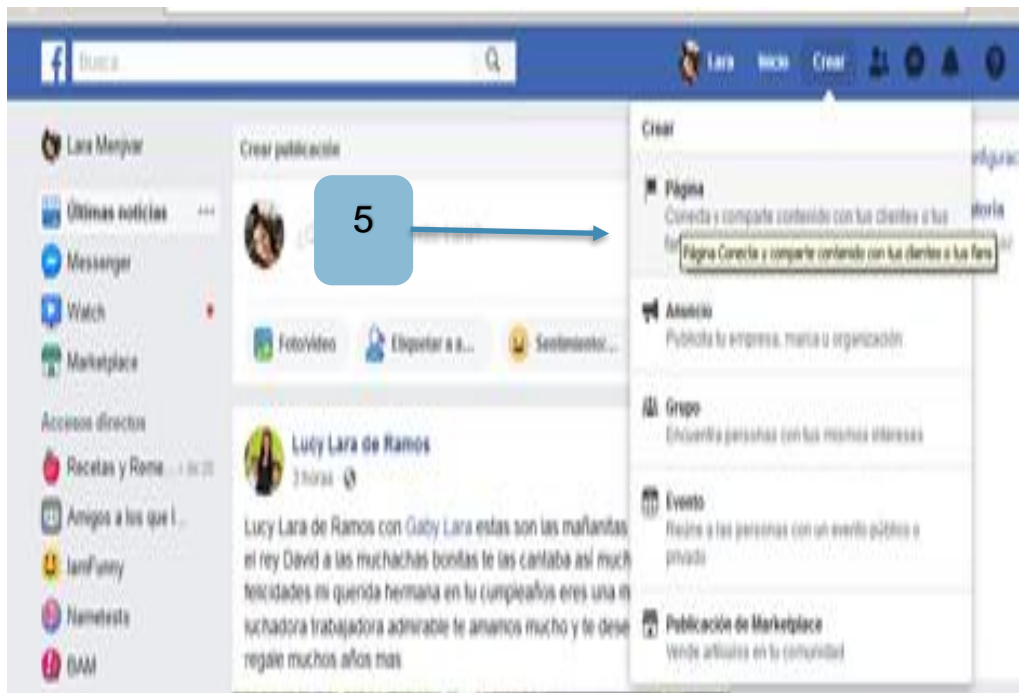 f
Busca
Lara
Inicio
Crear
Lara Menjivar
Últimas noticias
Messenger
Watch
Marketplace
Accesos directos
Recetas y Reme...
Amigos a los que l...
IamFunny
Nametests
BAM
Crear publicación
5
Foto/video
Etiquetar a a...
Sentimiento/...
Lucy Lara de Ramos
3 horas
Lucy Lara de Ramos con Gaby Lara estas son las mañanitas
el rey David a las muchachas bonitas te las cantaba así much
felicidades mi querida hermana en tu cumpleaños eres una m
luchadora trabajadora admirable te amamos mucho y te dese
regale muchos años mas
Crear
Página
Conecta y comparte contenido con tus clientes o tus
Página Conecta y comparte contenido con tus clientes o tus fans
Anuncio
Publicita tu empresa, marca u organización
Grupo
Encuentra personas con tus mismos intereses
Evento
Reúne a las personas con un evento público o
privado
Publicación de Marketplace
Vende artículos en tu comunidad